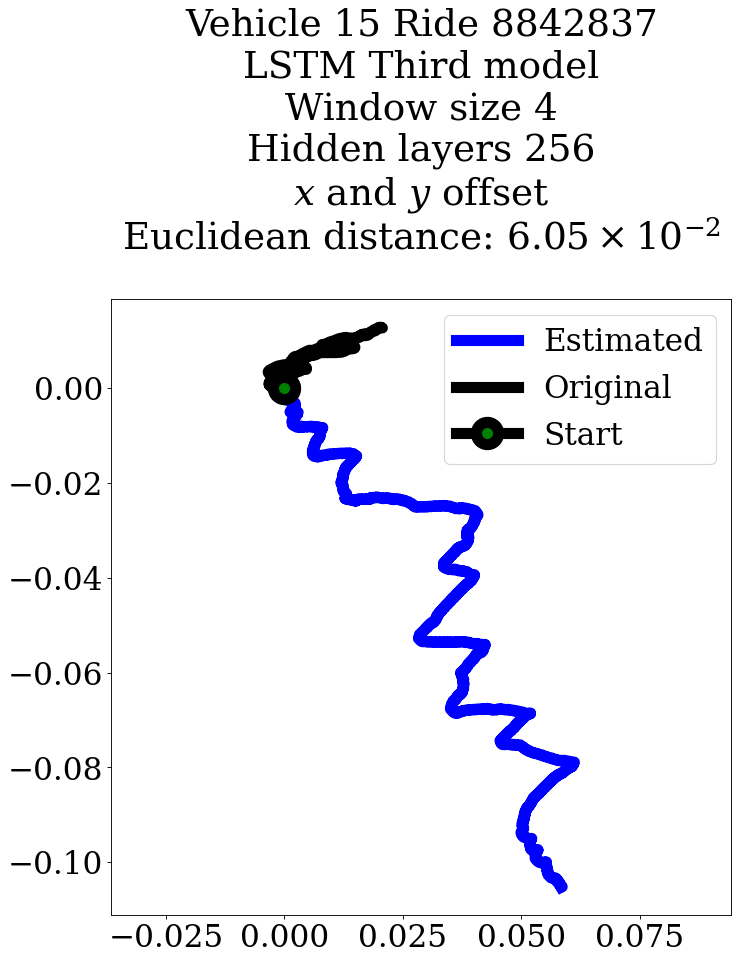 Vehicle 15 Ride 8842837
LSTM Third model
Window size 4
Hidden layers 256
x and y offset
Euclidean distance: 6.05 × 10⁻²
Estimated
Original
Start
0.00
−0.02
−0.04
−0.06
−0.08
−0.10
−0.025 0.000 0.025 0.050 0.075